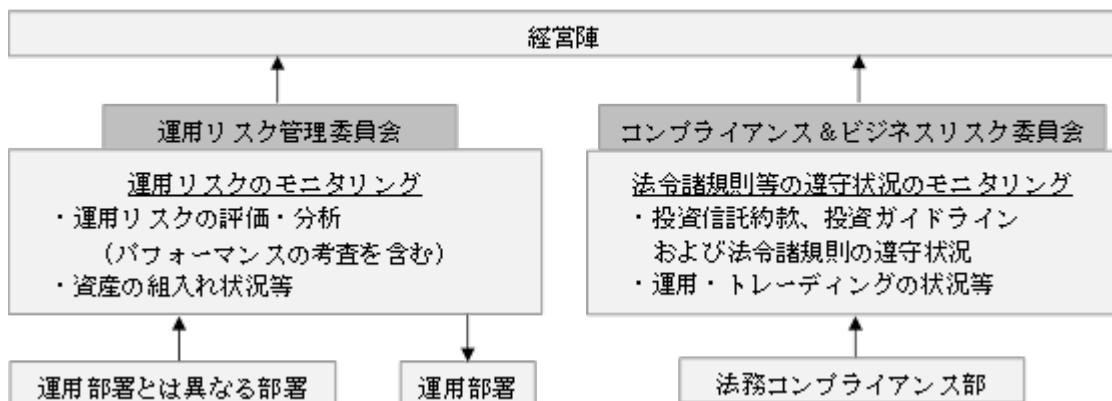 経営陣
運用リスク管理委員会
運用リスクのモニタリング
・運用リスクの評価・分析
（パフォーマンスの考査を含む）
・資産の組入れ状況等
運用部署とは異なる部署
運用部署
コンプライアンス＆ビジネスリスク委員会
法令諸規則等の遵守状況のモニタリング
・投資信託約款、投資ガイドライン
および法令諸規則の遵守状況
・運用・トレーディングの状況等
法務コンプライアンス部